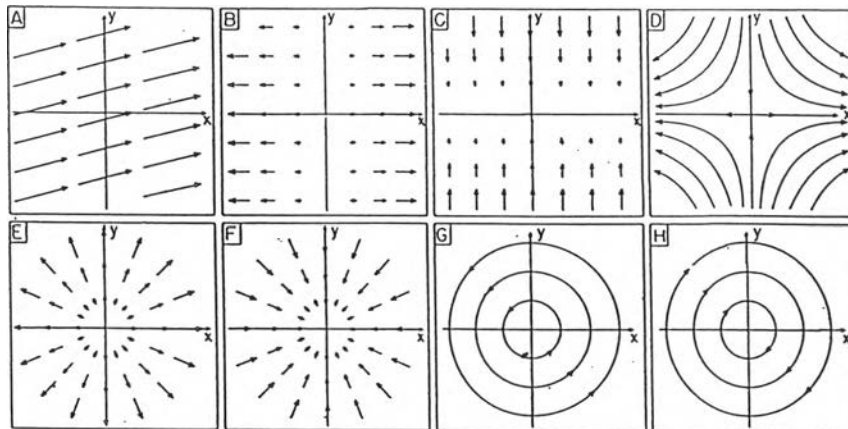 A y x
B y x
C y x
D y x
E y x
F y x
G y x
H y x